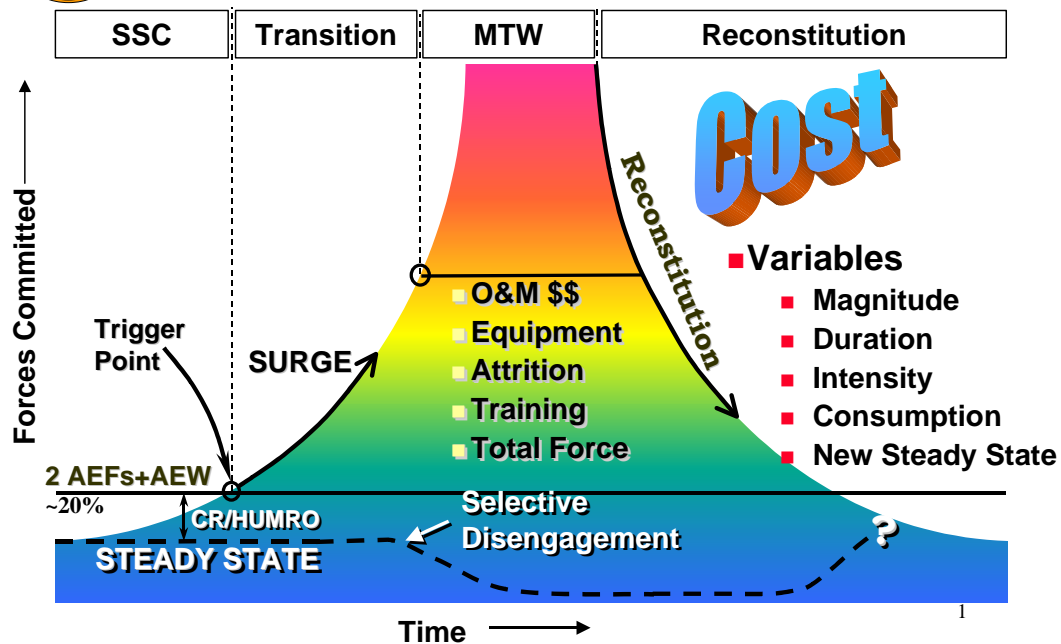 SSC
Transition
MTW
Reconstitution
Cost
Forces Committed
Reconstitution
Variables
Magnitude
Duration
Intensity
Consumption
New Steady State
O&M $$
Equipment
Attrition
Training
Total Force
Trigger
Point
SURGE
2 AEFs+AEW
~20%
CR/HUMRO
Selective
Disengagement
STEADY STATE
?
Time
1